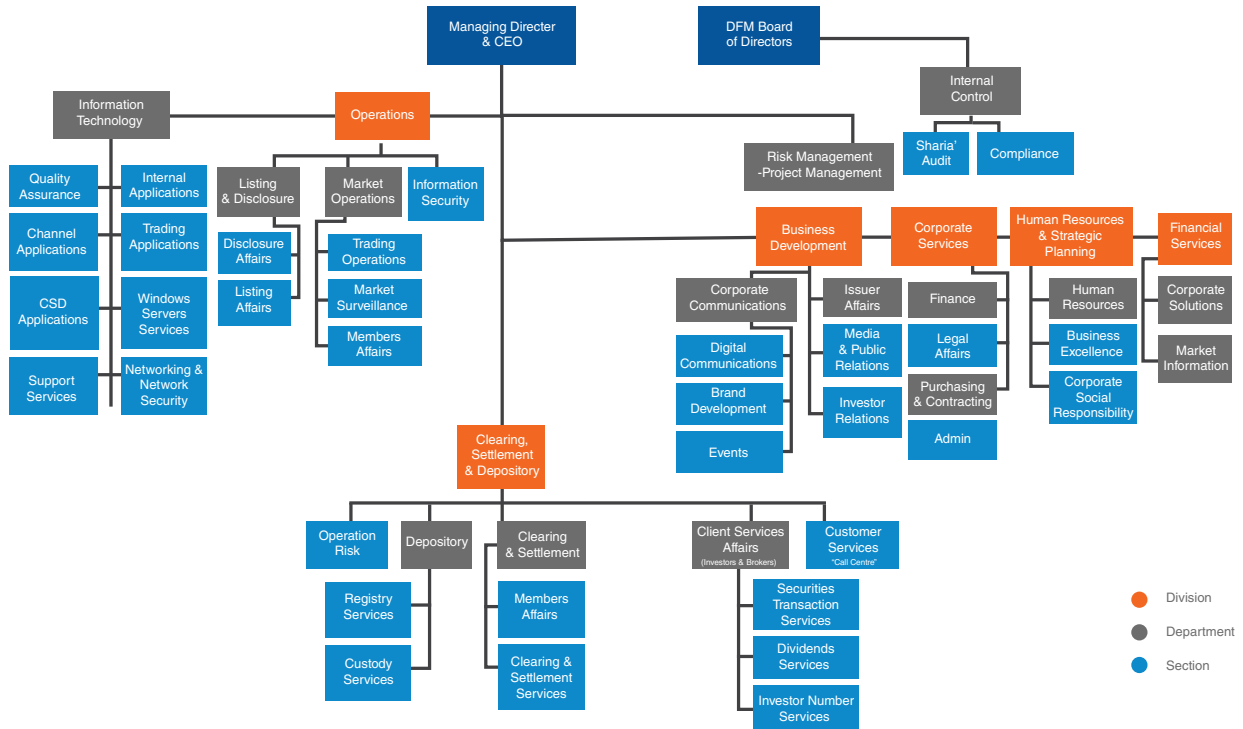 Managing Directer
& CEO
DFM Board
of Directors
Internal
Control
Sharia'
Audit
Compliance
Information
Technology
Operations
Risk Management
-Project Management
Quality
Assurance
Internal
Applications
Channel
Applications
Trading
Applications
CSD
Applications
Windows
Servers
Services
Support
Services
Networking &
Network
Security
Listing
& Disclosure
Market
Operations
Information
Security
Disclosure
Affairs
Listing
Affairs
Trading
Operations
Market
Surveillance
Members
Affairs
Business
Development
Corporate
Services
Human Resources
& Strategic
Planning
Financial
Services
Corporate
Communications
Issuer
Affairs
Digital
Communications
Brand
Development
Events
Media
& Public
Relations
Investor
Relations
Finance
Legal
Affairs
Purchasing
& Contracting
Admin
Human
Resources
Business
Excellence
Corporate
Social
Responsibility
Corporate
Solutions
Market
Information
Clearing,
Settlement
& Depository
Operation
Risk
Depository
Clearing
& Settlement
Client Services
Affairs
(Investors & Brokers)
Customer
Services
"Call Centre"
Registry
Services
Custody
Services
Members
Affairs
Clearing &
Settlement
Services
Securities
Transaction
Services
Dividends
Services
Investor Number
Services
Division
Department
Section